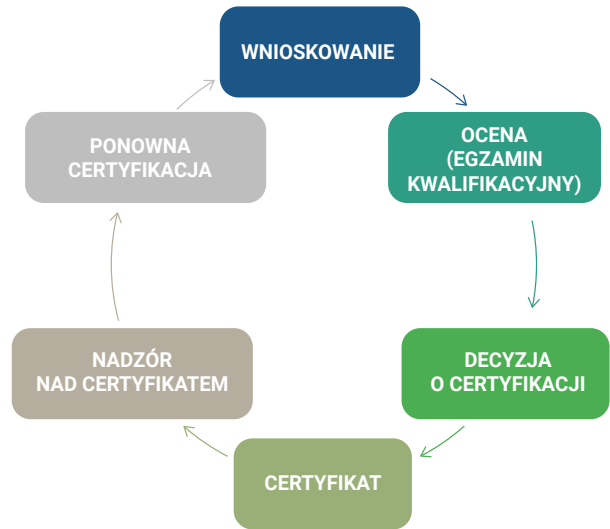 WNIOSKOWANIE
OCENA
(EGZAMIN
KWALIFIKACYJNY)
DECYZJA
O CERTYFIKACJI
CERTYFIKAT
NADZÓR
NAD CERTYFIKATEM
PONOWNA
CERTYFIKACJA